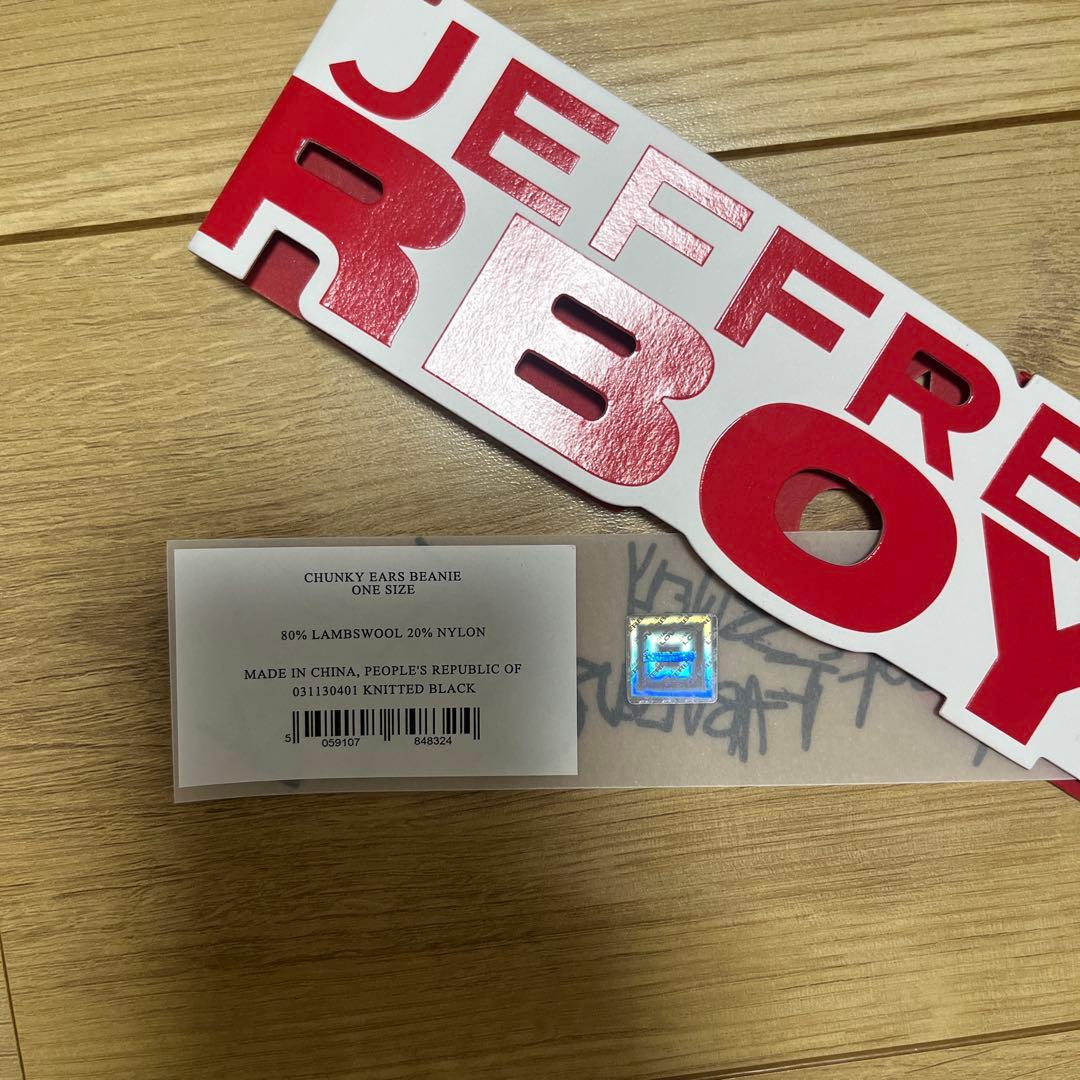 JEFFRE
RBOY
CHUNKY EARS BEANIE
ONE SIZE
80% LAMBSWOOL 20% NYLON
MADE IN CHINA, PEOPLE'S REPUBLIC OF
031130401 KNITTED BLACK
5 059107 848324